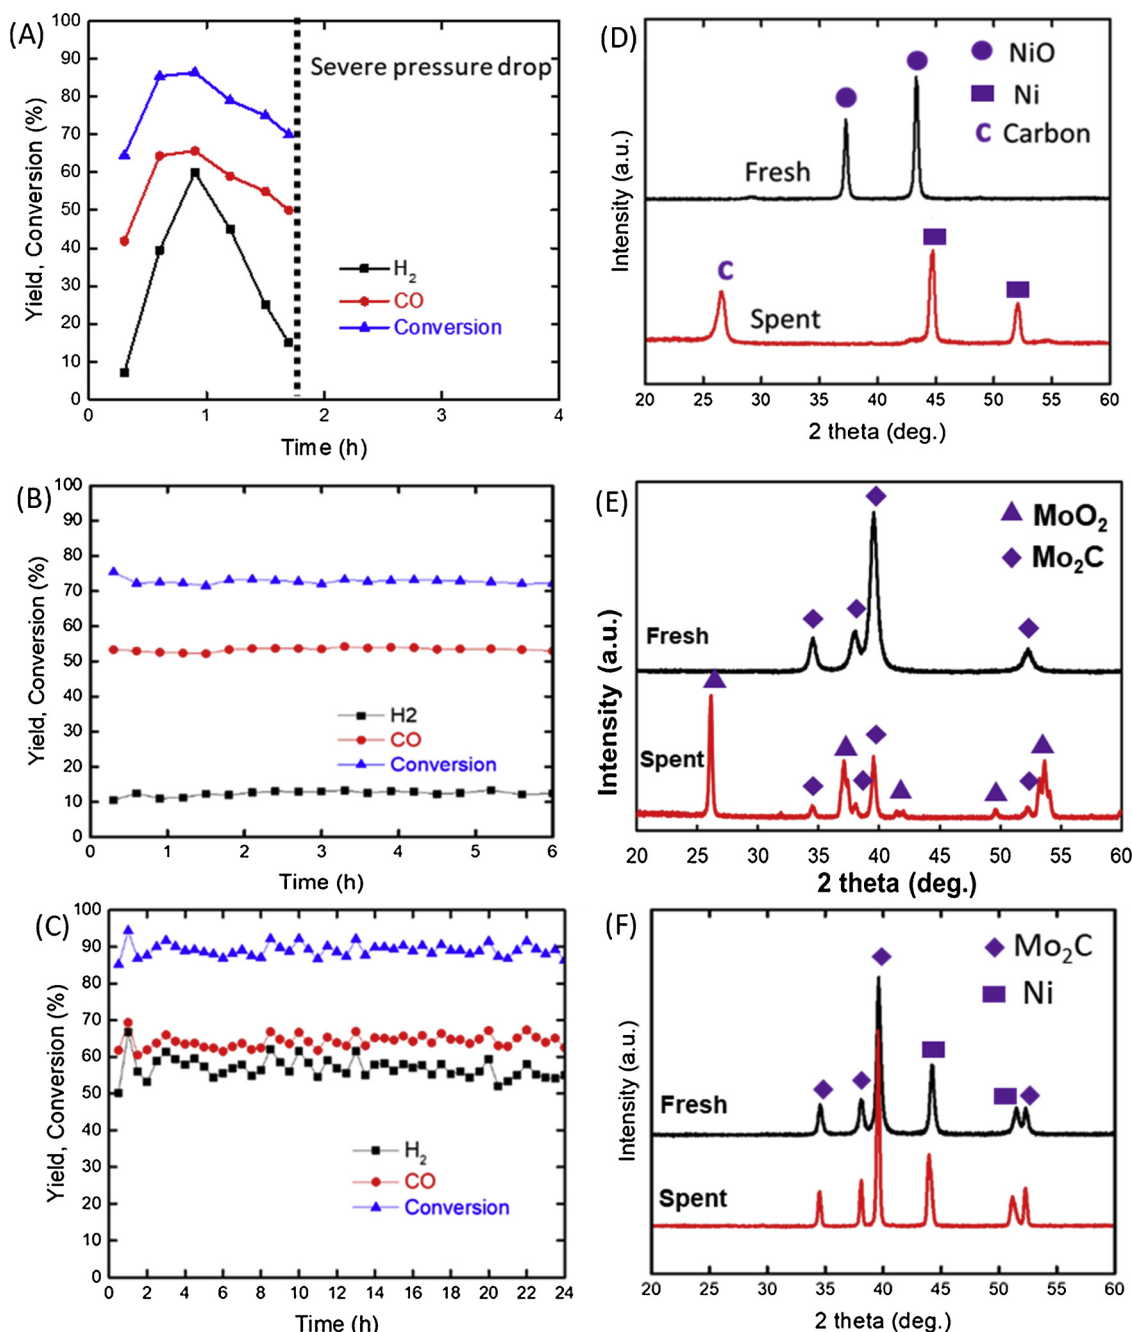 (A)
100
90
80
70
60
50
40
30
20
10
0
Yield, Conversion (%)
Severe pressure drop
H2
CO
Conversion
0 1 2 3 4
Time (h)
(D)
NiO
Ni
C Carbon
Fresh
C
Spent
Intensity (a.u.)
20 25 30 35 40 45 50 55 60
2 theta (deg.)
(B)
100
90
80
70
60
50
40
30
20
10
0
Yield, Conversion (%)
H2
CO
Conversion
0 1 2 3 4 5 6
Time (h)
(E)
MoO2
Mo2C
Fresh
Spent
Intensity (a.u.)
20 25 30 35 40 45 50 55 60
2 theta (deg.)
(C)
100
90
80
70
60
50
40
30
20
10
0
Yield, Conversion (%)
H2
CO
Conversion
0 2 4 6 8 10 12 14 16 18 20 22 24
Time (h)
(F)
Mo2C
Ni
Fresh
Spent
Intensity (a.u.)
20 25 30 35 40 45 50 55 60
2 theta (deg.)